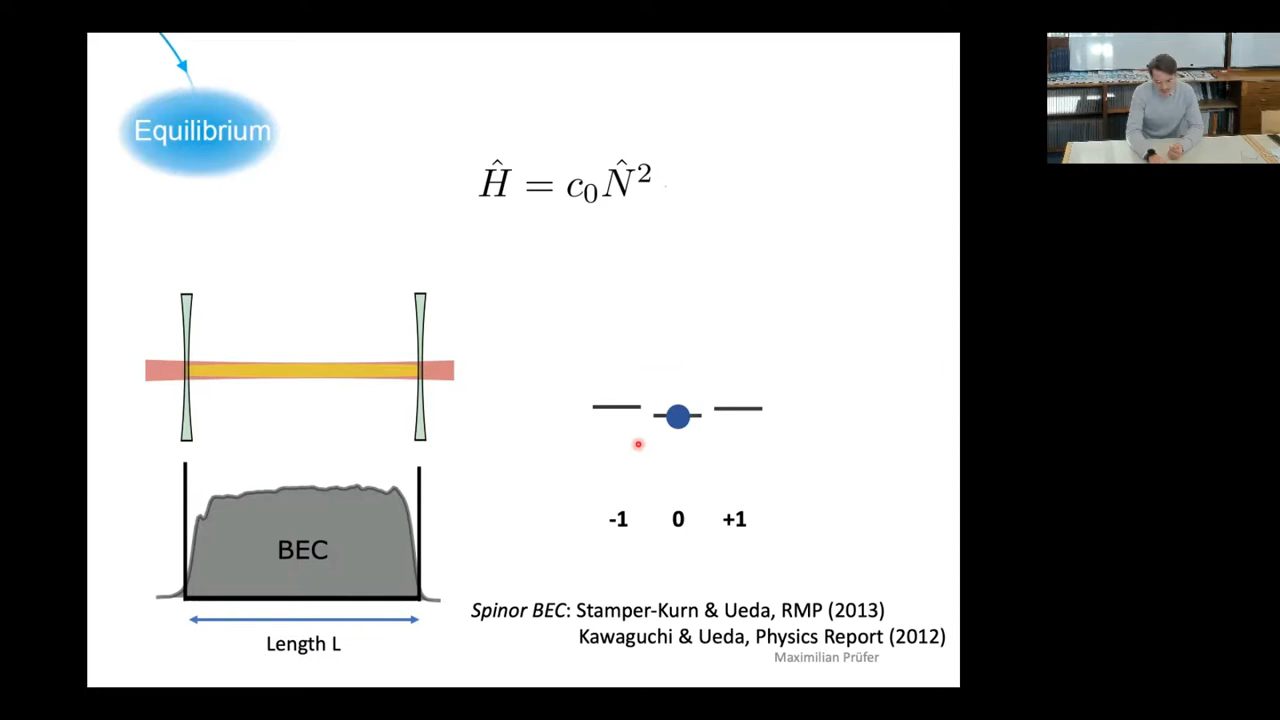 Equilibrium
Ĥ = c₀N̂²
BEC
-1 0 +1
Spinor BEC: Stamper-Kurn & Ueda, RMP (2013)
Kawaguchi & Ueda, Physics Report (2012)
Length L
Maximilian Prüfer